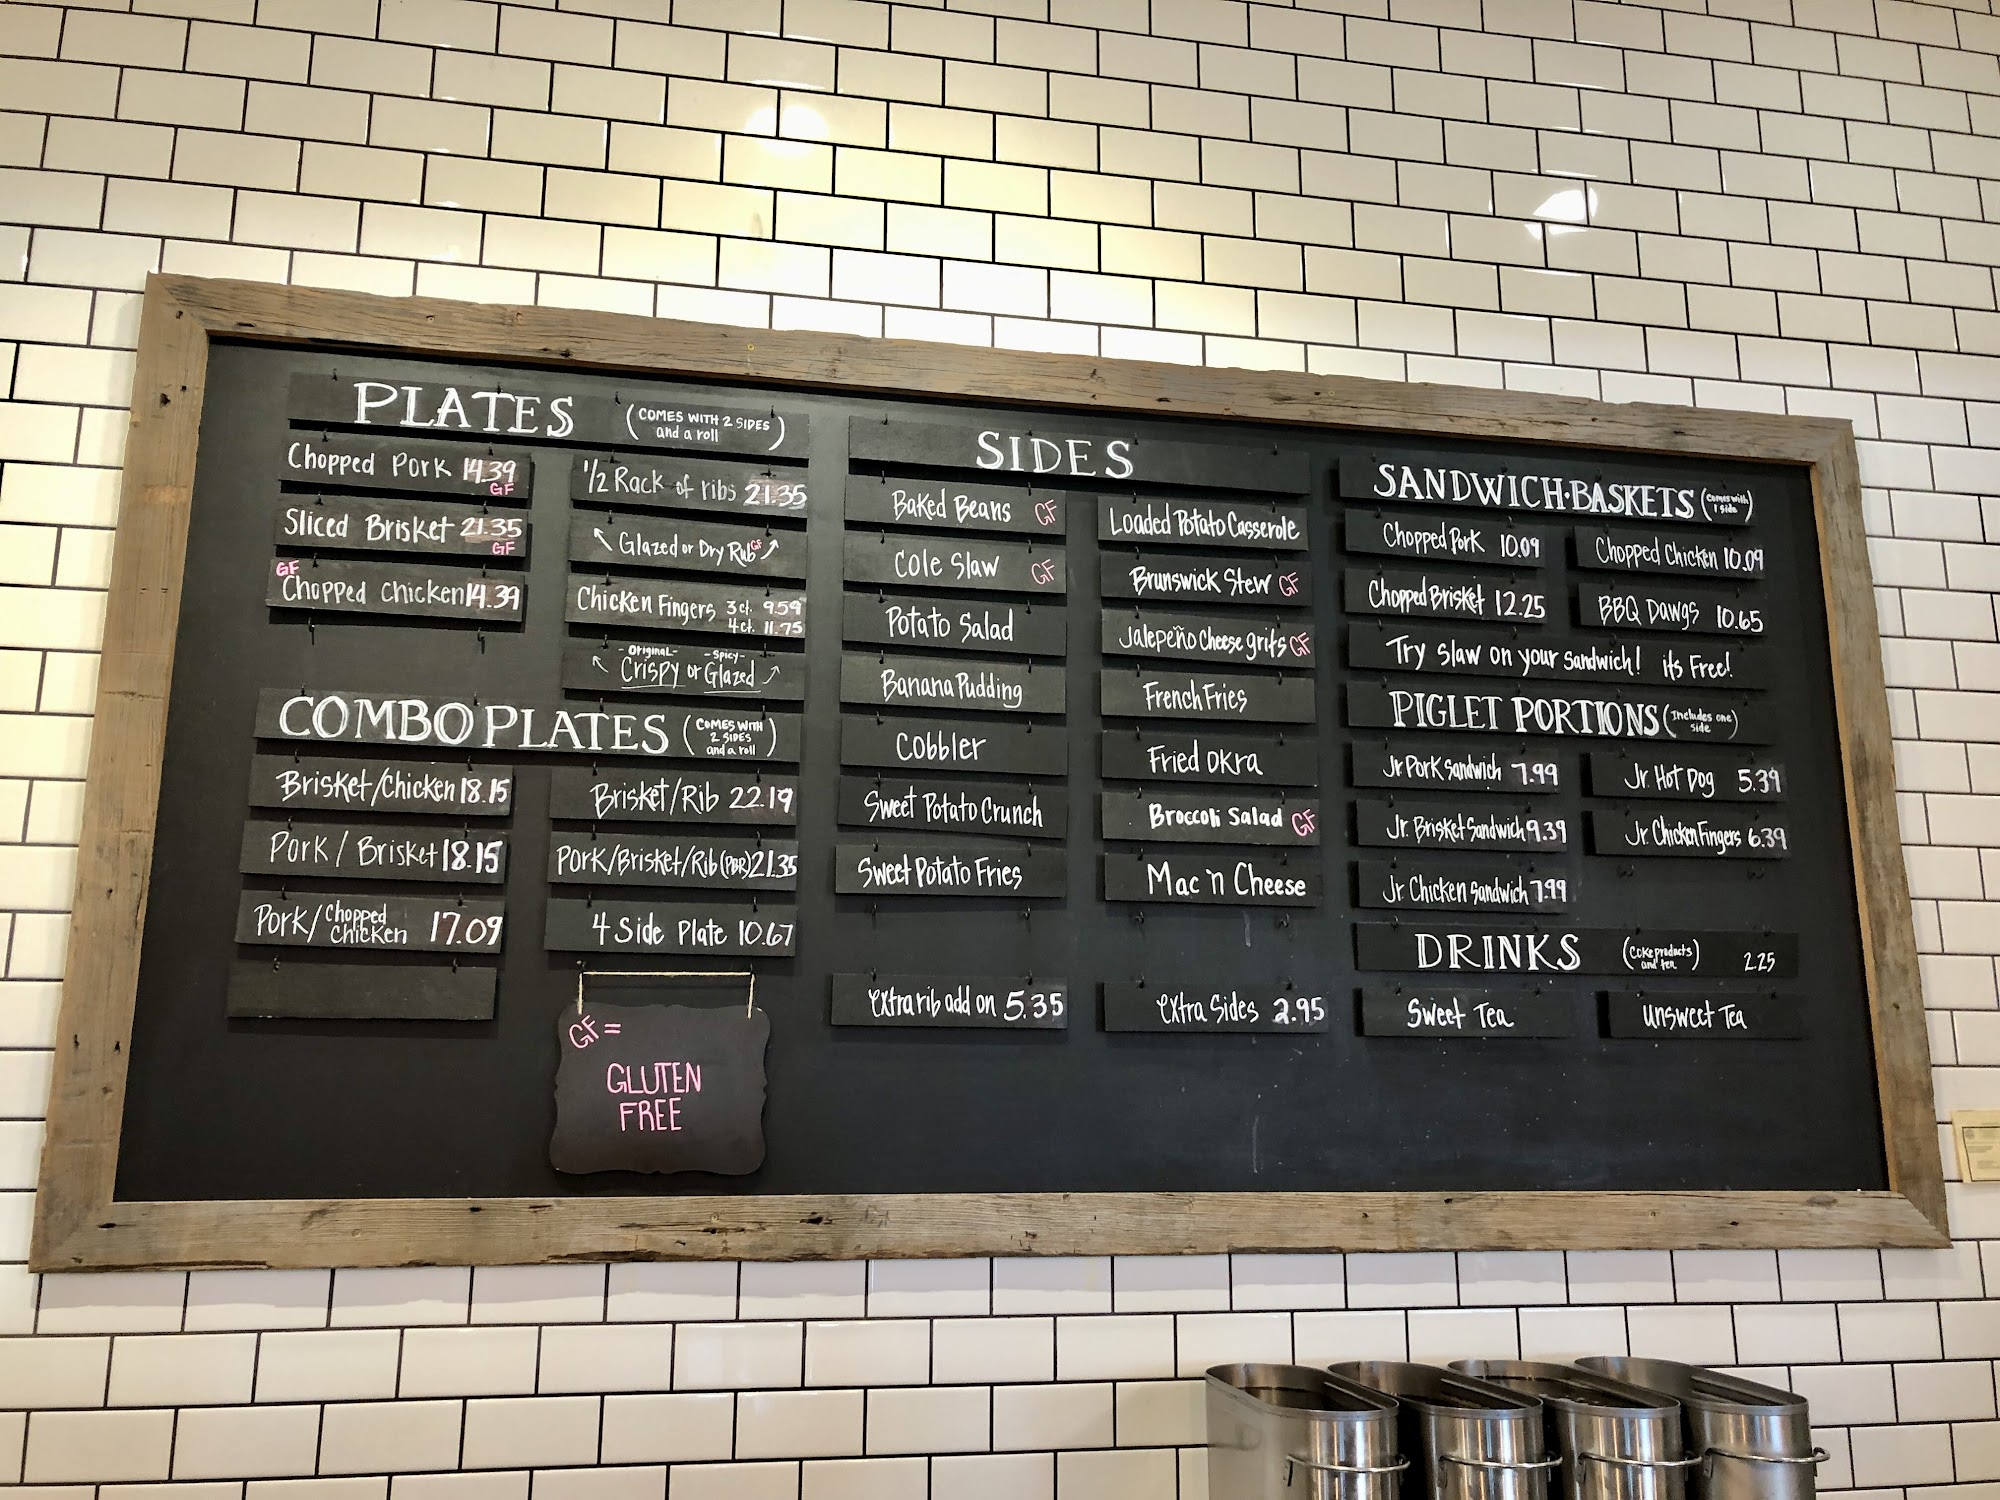 PLATES (COMES WITH 2 SIDES and a roll)
Chopped Pork 14.39 GF
Sliced Brisket 21.35 GF
GF Chopped Chicken 14.39
1/2 Rack of ribs 21.35
Glazed or Dry Rub GF
Chicken Fingers 3ct. 9.59
4ct. 11.75
-Original- -Spicy-
Crispy or Glazed
COMBO PLATES (COMES WITH 2 SIDES and a roll)
Brisket/Chicken 18.15
Pork/Brisket 18.15
Pork/Chopped Chicken 17.09
Brisket/Rib 22.19
Pork/Brisket/Rib (PBR) 21.35
4 Side Plate 10.67
GF =
GLUTEN
FREE
SIDES
Baked Beans GF
Cole Slaw GF
Potato Salad
Banana Pudding
Cobbler
Sweet Potato Crunch
Sweet Potato Fries
extra rib add on 5.35
Loaded Potato Casserole
Brunswick Stew GF
Jalepeño Cheese grits GF
French Fries
Fried Okra
Broccoli Salad GF
Mac 'n Cheese
extra Sides 2.95
SANDWICH·BASKETS (comes with 1 side)
Chopped Pork 10.09
Chopped Brisket 12.25
Chopped Chicken 10.09
BBQ Dawgs 10.65
Try slaw on your sandwich! its Free!
PIGLET PORTIONS (includes one side)
Jr Pork Sandwich 7.99
Jr. Brisket Sandwich 9.39
Jr. Chicken Sandwich 7.99
Jr. Hot Dog 5.39
Jr. Chicken Fingers 6.39
DRINKS (Coke products and tea) 2.25
Sweet Tea
Unsweet Tea